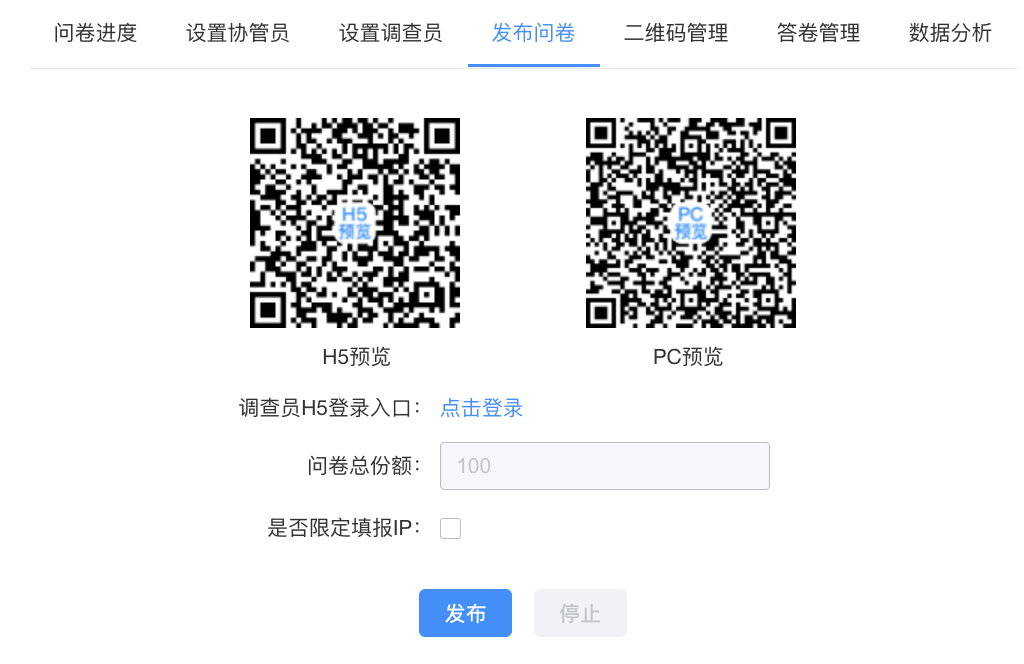 问卷进度 设置协管员 设置调查员 发布问卷 二维码管理 答卷管理 数据分析
H5 PC
预览 预览
H5预览 PC预览
调查员H5登录入口： 点击登录
问卷总份额： 100
是否限定填报IP：
发布 停止